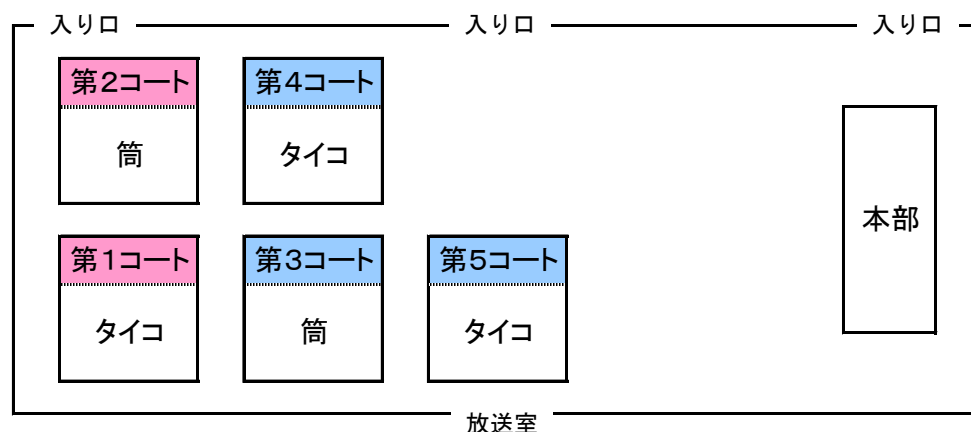 入り口 入り口 入り口
第2コート 第4コート
筒 タイコ
本部
第1コート 第3コート 第5コート
タイコ 筒 タイコ
放送室